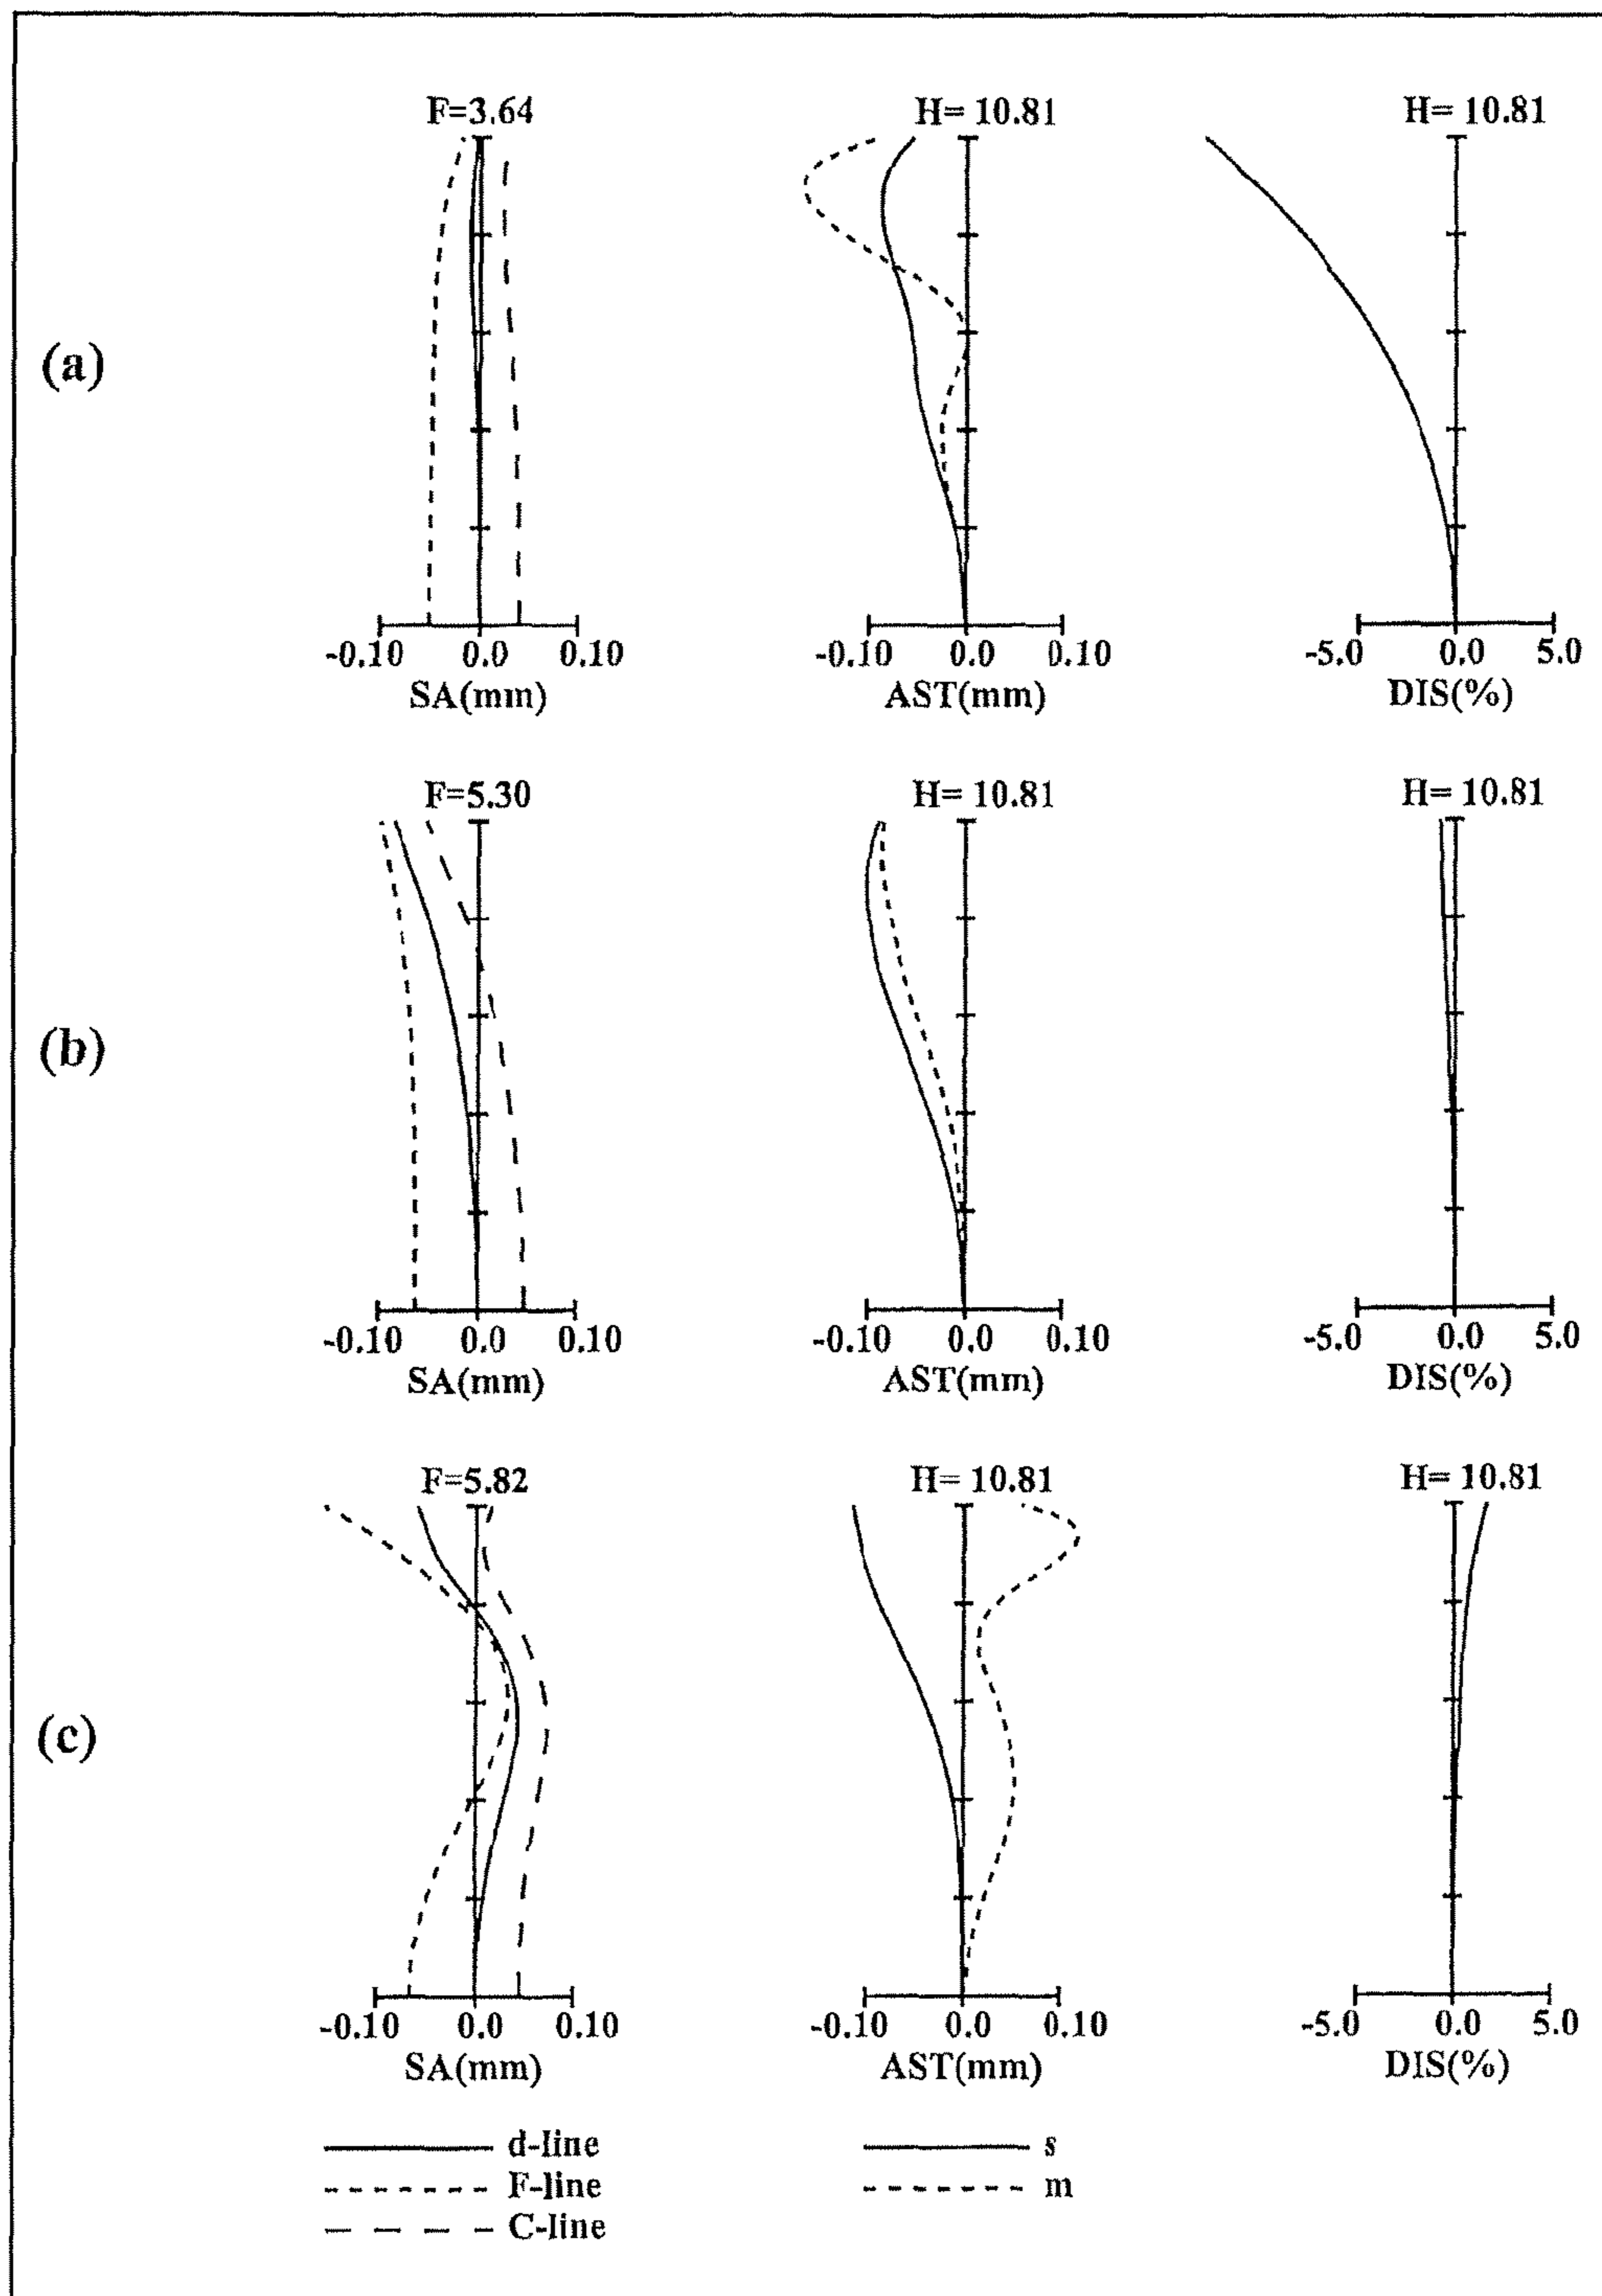 F=3.64 H= 10.81 H= 10.81
(a)
-0.10 0.0 0.10 -0.10 0.0 0.10 -5.0 0.0 5.0
SA(mm) AST(mm) DIS(%)
F=5.30 H= 10.81 H= 10.81
(b)
-0.10 0.0 0.10 -0.10 0.0 0.10 -5.0 0.0 5.0
SA(mm) AST(mm) DIS(%)
F=5.82 H= 10.81 H= 10.81
(c)
-0.10 0.0 0.10 -0.10 0.0 0.10 -5.0 0.0 5.0
SA(mm) AST(mm) DIS(%)
d-line s
F-line m
C-line